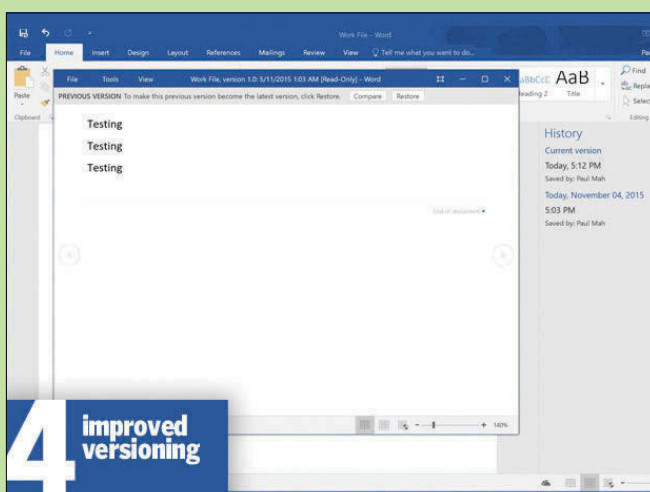 Work File - Word
File Home Insert Design Layout References Mailings Review View Tell me what you want to do...
File Tools View Work File, version 1.0: 5/11/2015 1:03 AM [Read-Only] - Word
Paste
Clipboard
PREVIOUS VERSION To make this previous version become the latest version, click Restore. Compare Restore
AaB
eading 2 Title
Find
Repla
Selec
Editing
Testing
Testing
Testing
End of document
History
Current version
Today, 5:12 PM
Saved by: Paul Mah
Today, November 04, 2015
5:03 PM
Saved by: Paul Mah
140%
4 improved
versioning